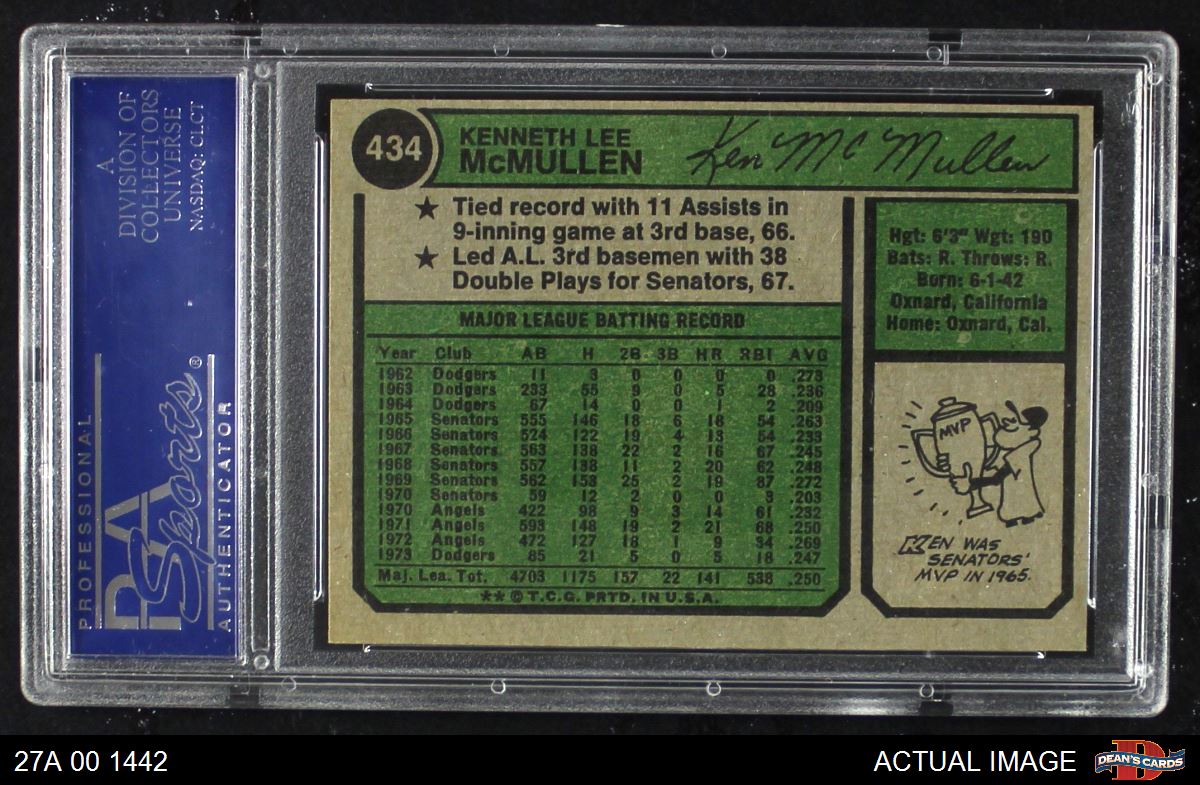 A
DIVISION OF
COLLECTORS
UNIVERSE
NASDAQ: CLCT
PROFESSIONAL
PSA
Sports®
AUTHENTICATOR
434
KENNETH LEE
McMULLEN
Ken McMullen
★ Tied record with 11 Assists in
9-inning game at 3rd base, 66.
★ Led A.L. 3rd basemen with 38
Double Plays for Senators, 67.
MAJOR LEAGUE BATTING RECORD
Year Club AB H 2B 3B HR RBI AVG
1962 Dodgers 11 3 0 0 0 0 .273
1963 Dodgers 233 55 9 0 5 28 .236
1964 Dodgers 67 14 0 0 1 2 .209
1965 Senators 555 146 18 6 18 54 .263
1966 Senators 524 122 19 4 13 54 .233
1967 Senators 563 138 22 2 16 67 .245
1968 Senators 557 138 11 2 20 62 .248
1969 Senators 562 153 25 2 19 87 .272
1970 Senators 59 12 2 0 0 3 .203
1970 Angels 422 98 9 3 14 61 .232
1971 Angels 593 148 19 2 21 68 .250
1972 Angels 472 127 18 1 9 34 .269
1973 Dodgers 85 21 5 0 5 18 .247
Maj. Lea. Tot. 4703 1175 157 22 141 538 .250
** © T.C.G. PRTD. IN U.S.A.
Hgt: 6'3" Wgt: 190
Bats: R. Throws: R.
Born: 6-1-42
Oxnard, California
Home: Oxnard, Cal.
MVP
KEN WAS
SENATORS'
MVP IN 1965.
27A 00 1442
ACTUAL IMAGE
D
DEAN'S CARDS